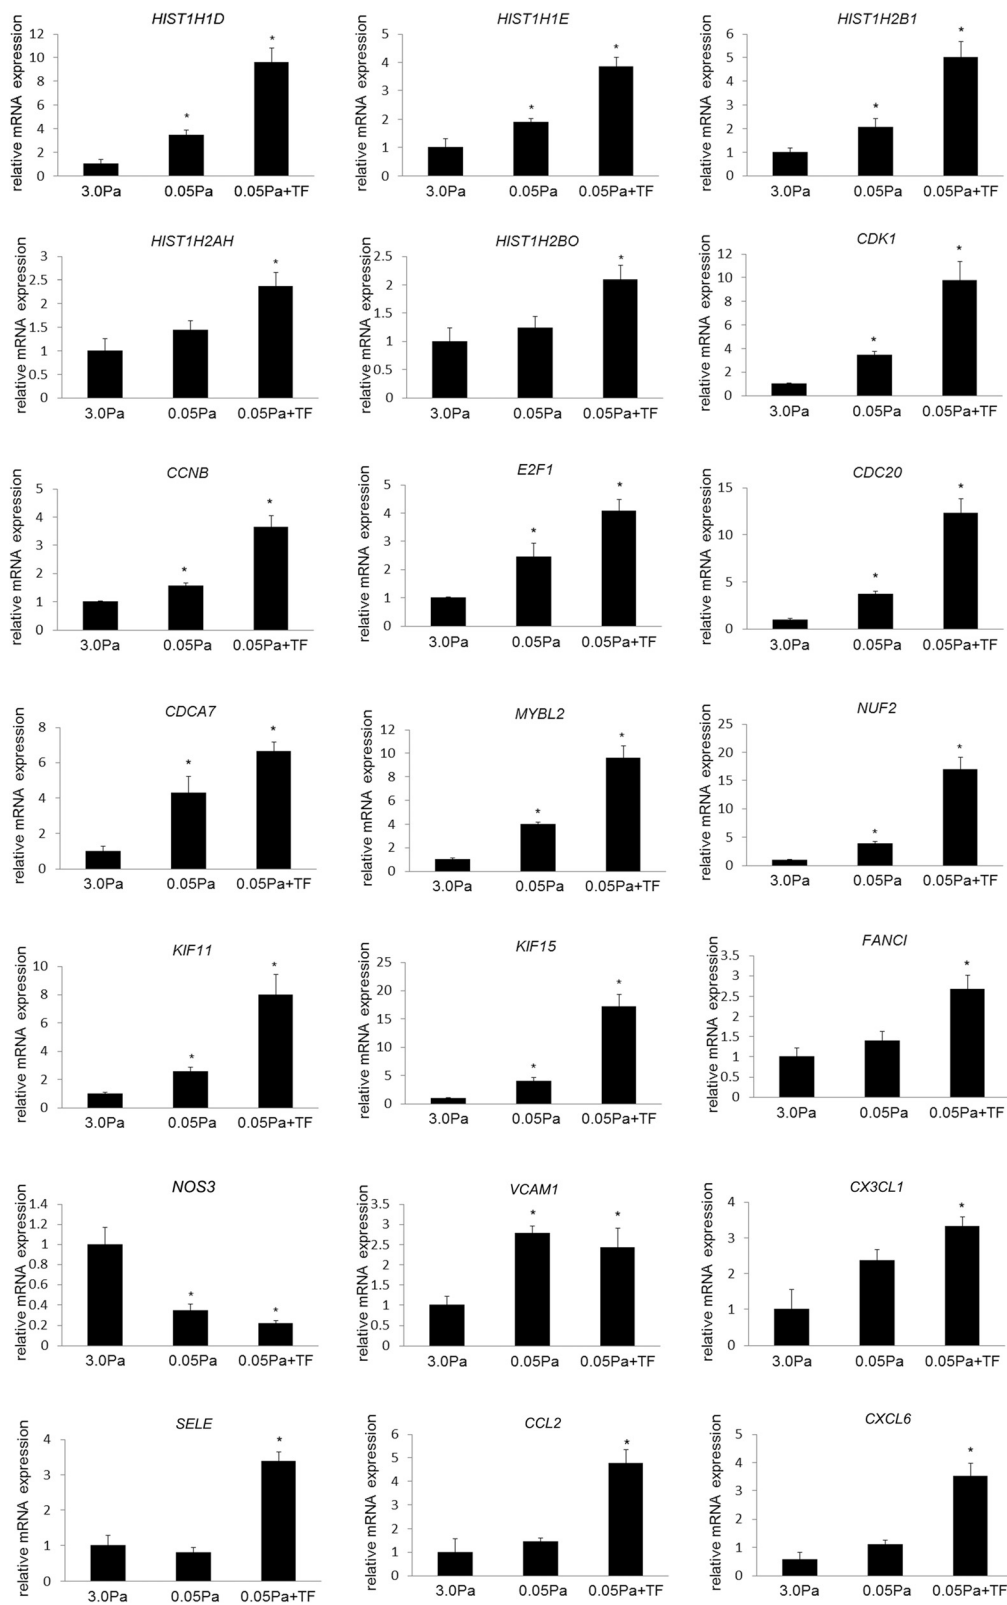 HIST1H1D
relative mRNA expression
12
10
8
6
4
2
0
*
*
3.0Pa 0.05Pa 0.05Pa+TF
HIST1H1E
relative mRNA expression
5
4
3
2
1
0
*
*
3.0Pa 0.05Pa 0.05Pa+TF
HIST1H2B1
relative mRNA expression
6
5
4
3
2
1
0
*
*
3.0Pa 0.05Pa 0.05Pa+TF
HIST1H2AH
relative mRNA expression
3
2.5
2
1.5
1
0.5
0
*
3.0Pa 0.05Pa 0.05Pa+TF
HIST1H2BO
relative mRNA expression
2.5
2
1.5
1
0.5
0
*
3.0Pa 0.05Pa 0.05Pa+TF
CDK1
relative mRNA expression
12
10
8
6
4
2
0
*
*
3.0Pa 0.05Pa 0.05Pa+TF
CCNB
relative mRNA expression
5
4
3
2
1
0
*
*
3.0Pa 0.05Pa 0.05Pa+TF
E2F1
relative mRNA expression
5
4
3
2
1
0
*
*
3.0Pa 0.05Pa 0.05Pa+TF
CDC20
relative mRNA expression
15
10
5
0
*
*
3.0Pa 0.05Pa 0.05Pa+TF
CDCA7
relative mRNA expression
8
6
4
2
0
*
*
3.0Pa 0.05Pa 0.05Pa+TF
MYBL2
relative mRNA expression
12
10
8
6
4
2
0
*
*
3.0Pa 0.05Pa 0.05Pa+TF
NUF2
relative mRNA expression
25
20
15
10
5
0
*
*
3.0Pa 0.05Pa 0.05Pa+TF
KIF11
relative mRNA expression
10
8
6
4
2
0
*
*
3.0Pa 0.05Pa 0.05Pa+TF
KIF15
relative mRNA expression
25
20
15
10
5
0
*
*
3.0Pa 0.05Pa 0.05Pa+TF
FANCI
relative mRNA expression
3.5
3
2.5
2
1.5
1
0.5
0
*
3.0Pa 0.05Pa 0.05Pa+TF
NOS3
relative mRNA expression
1.4
1.2
1
0.8
0.6
0.4
0.2
0
*
*
3.0Pa 0.05Pa 0.05Pa+TF
VCAM1
relative mRNA expression
3.5
3
2.5
2
1.5
1
0.5
0
*
*
3.0Pa 0.05Pa 0.05Pa+TF
CX3CL1
relative mRNA expression
4
3
2
1
0
*
3.0Pa 0.05Pa 0.05Pa+TF
SELE
relative mRNA expression
4
3
2
1
0
*
3.0Pa 0.05Pa 0.05Pa+TF
CCL2
relative mRNA expression
6
5
4
3
2
1
0
*
3.0Pa 0.05Pa 0.05Pa+TF
CXCL6
relative mRNA expression
5
4
3
2
1
0
*
3.0Pa 0.05Pa 0.05Pa+TF